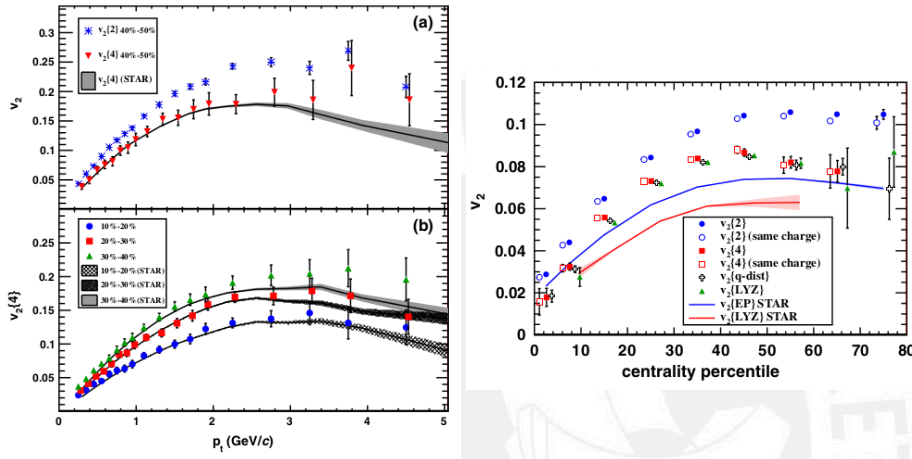 (a)
v2{2} 40%-50%
v2{4} 40%-50%
v2{4} (STAR)
0.3
0.25
0.2
0.15
0.1
0.05
v2
(b)
10%-20%
20%-30%
30%-40%
10%-20%(STAR)
20%-30%(STAR)
30%-40%(STAR)
0.25
0.2
0.15
0.1
0.05
v2{4}
0 1 2 3 4 5
pt (GeV/c)
0.12
0.1
0.08
0.06
0.04
0.02
0
v2
v2{2}
v2{2} (same charge)
v2{4}
v2{4} (same charge)
v2{q-dist}
v2{LYZ}
v2{EP} STAR
v2{LYZ} STAR
0 10 20 30 40 50 60 70 80
centrality percentile